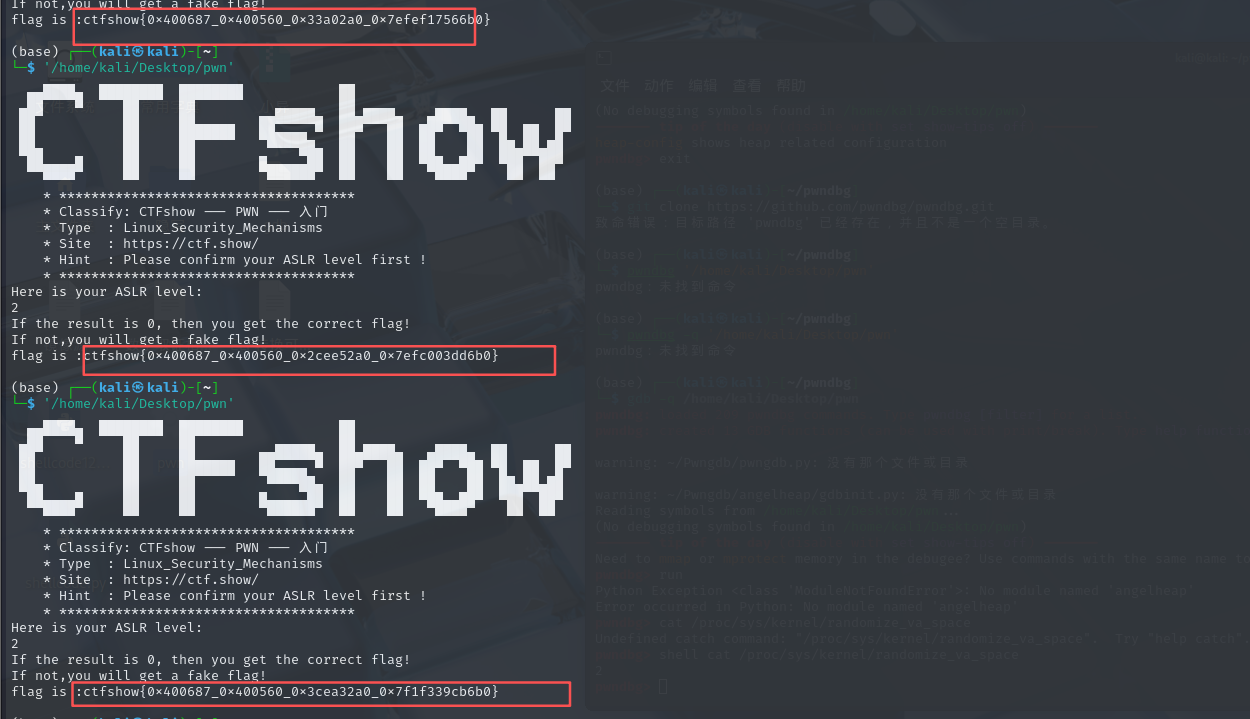 If not,you will get a fake flag!
flag is :ctfshow{0×400687_0×400560_0×33a02a0_0×7efef17566b0}
(base) ┌──(kali㉿kali)-[~]
└─$ '/home/kali/Desktop/pwn'
CTFshow
* *************************************
* Classify: CTFshow --- PWN --- 入门
* Type  : Linux_Security_Mechanisms
* Site  : https://ctf.show/
* Hint  : Please confirm your ASLR level first !
* *************************************
Here is your ASLR level:
2
If the result is 0, then you get the correct flag!
If not,you will get a fake flag!
flag is :ctfshow{0×400687_0×400560_0×2cee52a0_0×7efc003dd6b0}
(base) ┌──(kali㉿kali)-[~]
└─$ '/home/kali/Desktop/pwn'
CTFshow
* *************************************
* Classify: CTFshow --- PWN --- 入门
* Type  : Linux_Security_Mechanisms
* Site  : https://ctf.show/
* Hint  : Please confirm your ASLR level first !
* *************************************
Here is your ASLR level:
2
If the result is 0, then you get the correct flag!
If not,you will get a fake flag!
flag is :ctfshow{0×400687_0×400560_0×3cea32a0_0×7f1f339cb6b0}
文件 动作 编辑 查看 帮助
(No debugging symbols found in
shows heap related configuration
exit
(base) ┌──(kali㉿kali)-[~/pwndbg]
clone https://github.com/pwndbg/pwndbg.git
致命错误：目标路径 'pwndbg' 已经存在，并且不是一个空目录。
(base) ┌──(kali㉿kali)-[~/pwndbg]
pwndbg：未找到命令
(base) ┌──(kali㉿kali)-[~/pwndbg]
pwndbg：未找到命令
(base) ┌──(kali㉿kali)-[~/pwndbg]
/home/kali/Desktop/pwn
warning: ~/Pwngdb/pwngdb.py: 没有那个文件或目录
warning: ~/Pwngdb/angelheap/gdbinit.py: 没有那个文件或目录
Reading symbols from
(No debugging symbols found in
Need to or memory in the debugee? Use commands with the same name to
run
Python Exception <class 'ModuleNotFoundError'>: No module named 'angelheap'
Error occurred in Python: No module named 'angelheap'
cat /proc/sys/kernel/randomize_va_space
Undefined catch command: "/proc/sys/kernel/randomize_va_space". Try "help catch".
shell cat /proc/sys/kernel/randomize_va_space
2